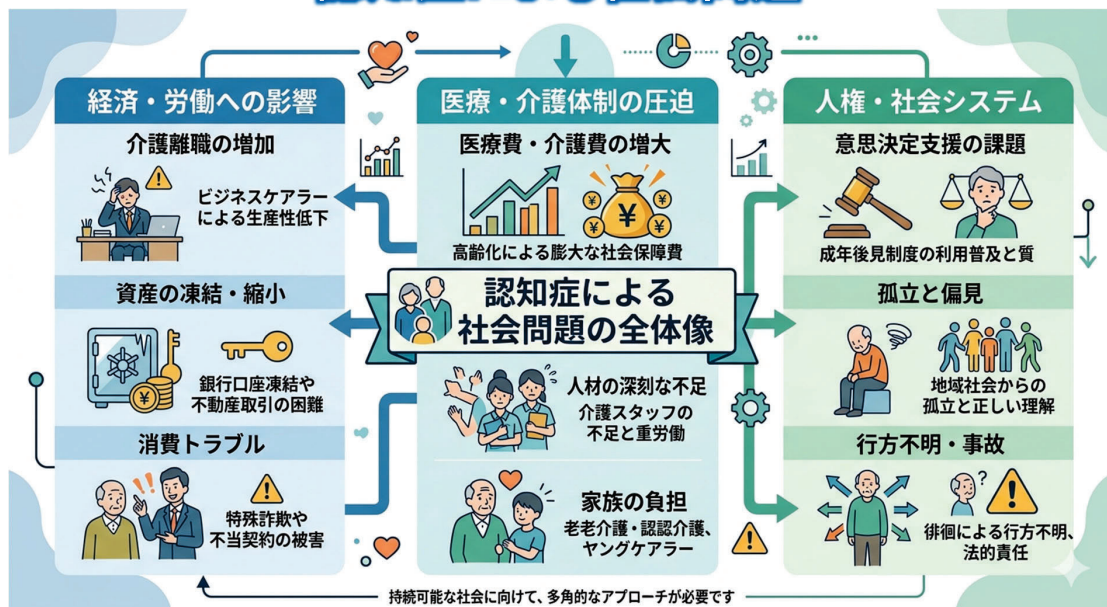 経済・労働への影響
介護離職の増加
ビジネスケアラー
による生産性低下
資産の凍結・縮小
¥
銀行口座凍結や
不動産取引の困難
消費トラブル
特殊詐欺や
不当契約の被害
医療・介護体制の圧迫
医療費・介護費の増大
¥ ¥ ¥ ¥ ¥
高齢化による膨大な社会保障費
認知症による
社会問題の全体像
人材の深刻な不足
介護スタッフの
不足と重労働
家族の負担
老老介護・認認介護、
ヤングケアラー
人権・社会システム
意思決定支援の課題
成年後見制度の利用普及と質
孤立と偏見
地域社会からの
孤立と正しい理解
行方不明・事故
?
徘徊による行方不明、
法的責任
持続可能な社会に向けて、多角的なアプローチが必要です